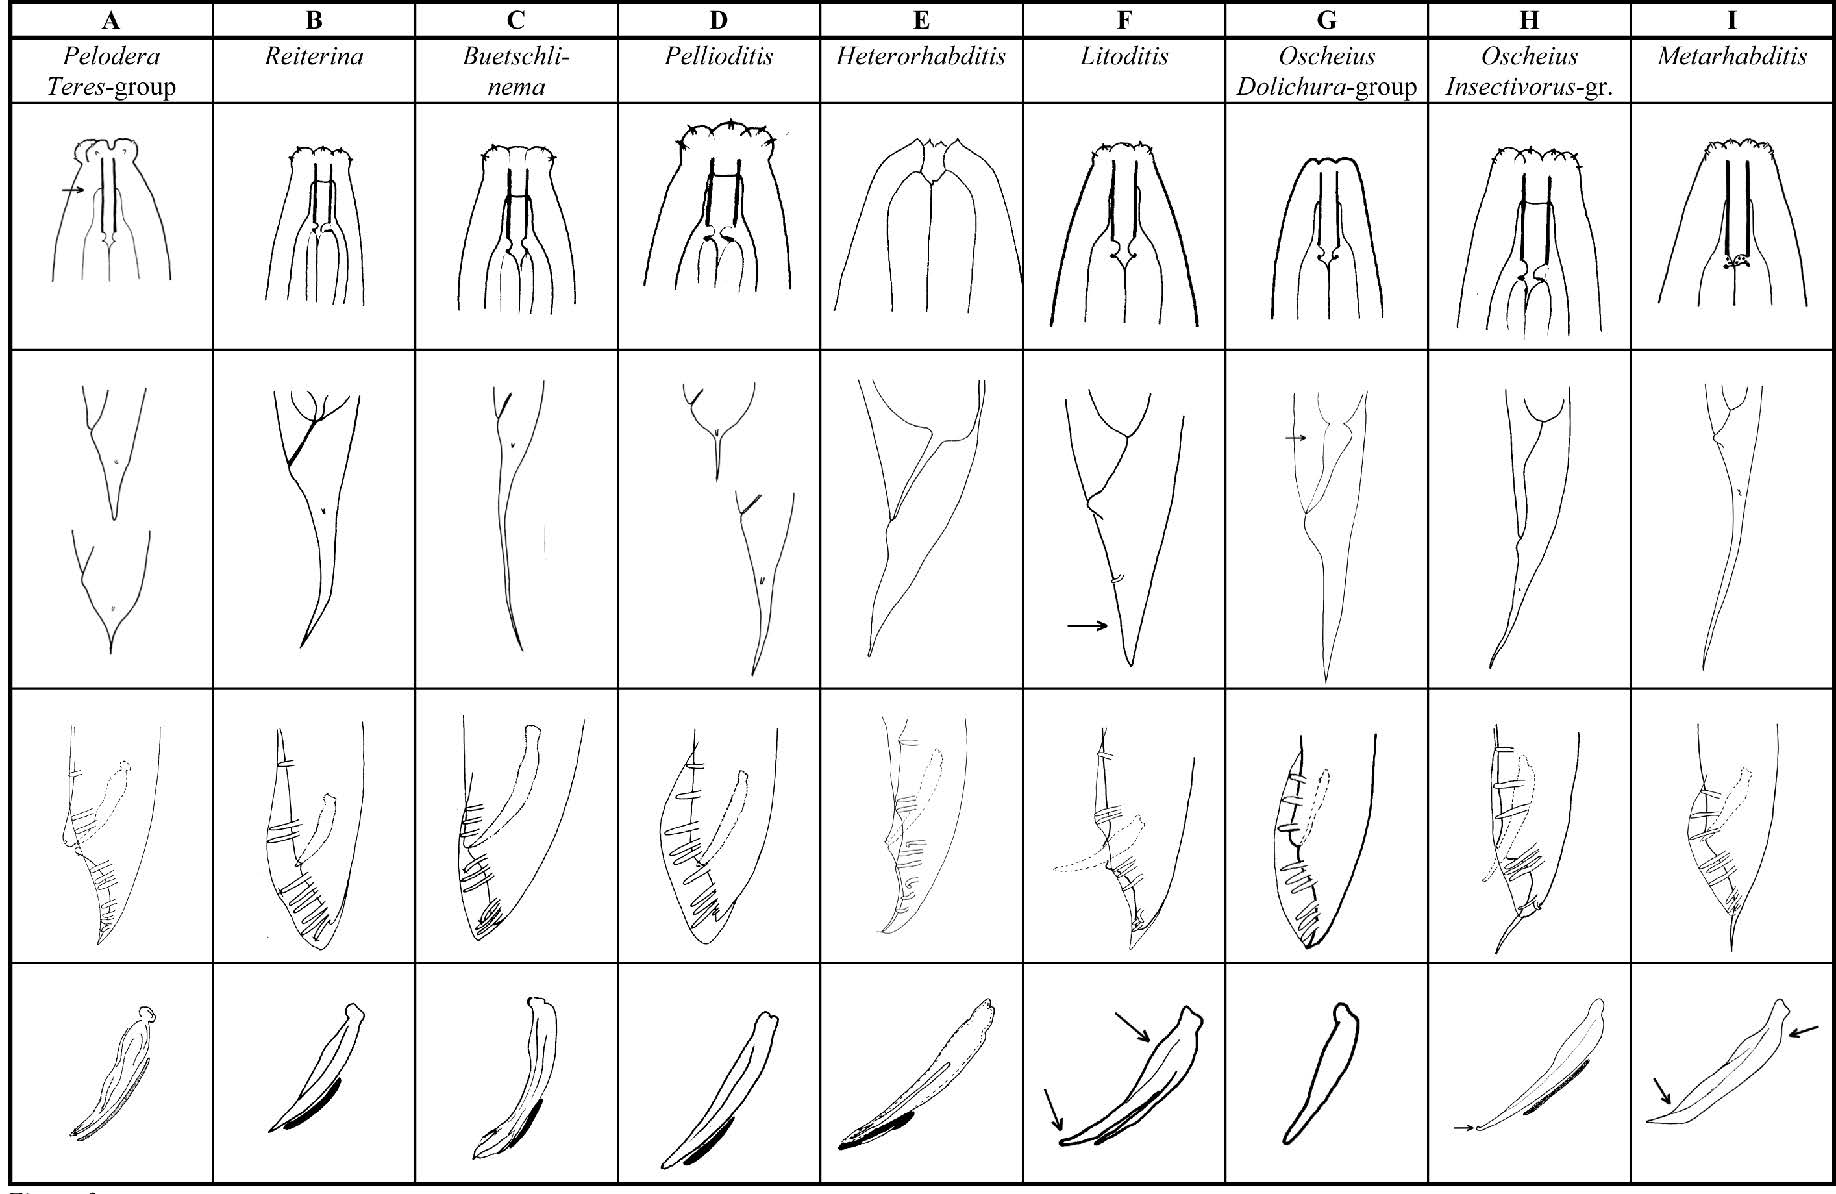 A B C D E F G H I
Pelodera Reiterina Buetschli- Pellioditis Heterorhabditis Litoditis Oscheius Oscheius Metarhabditis
Teres-group nema Dolichura-group Insectivorus-gr.